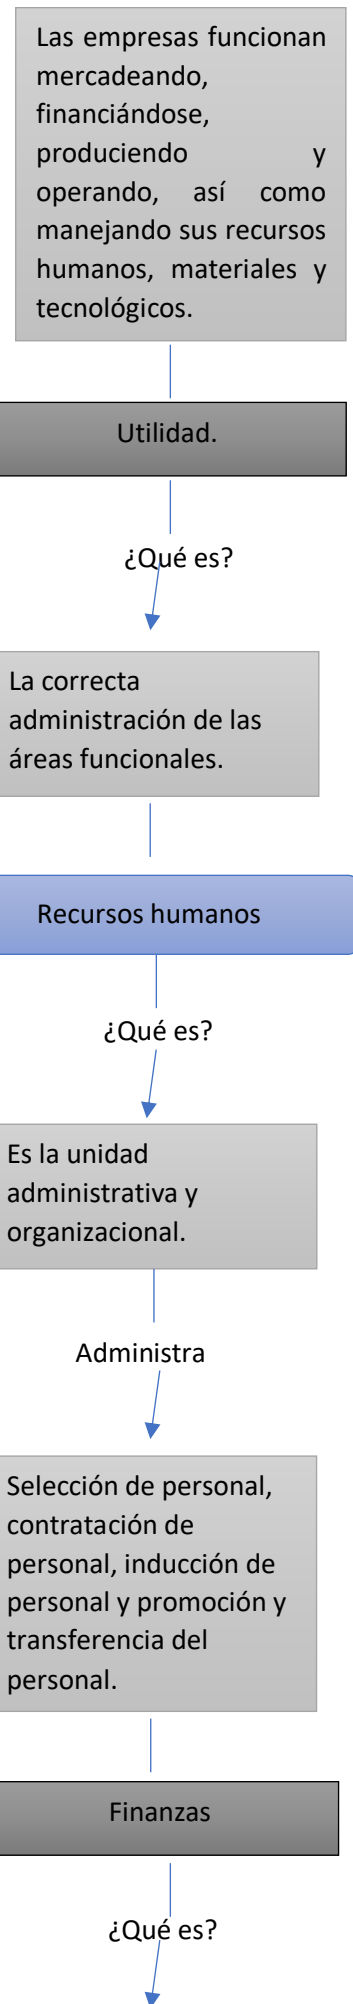 Las empresas funcionan
mercadeando,
financiándose,
produciendo y
operando, así como
manejando sus recursos
humanos, materiales y
tecnológicos.
Utilidad.
¿Qué es?
La correcta
administración de las
áreas funcionales.
Recursos humanos
¿Qué es?
Es la unidad
administrativa y
organizacional.
Administra
Selección de personal,
contratación de
personal, inducción de
personal y promoción y
transferencia del
personal.
Finanzas
¿Qué es?